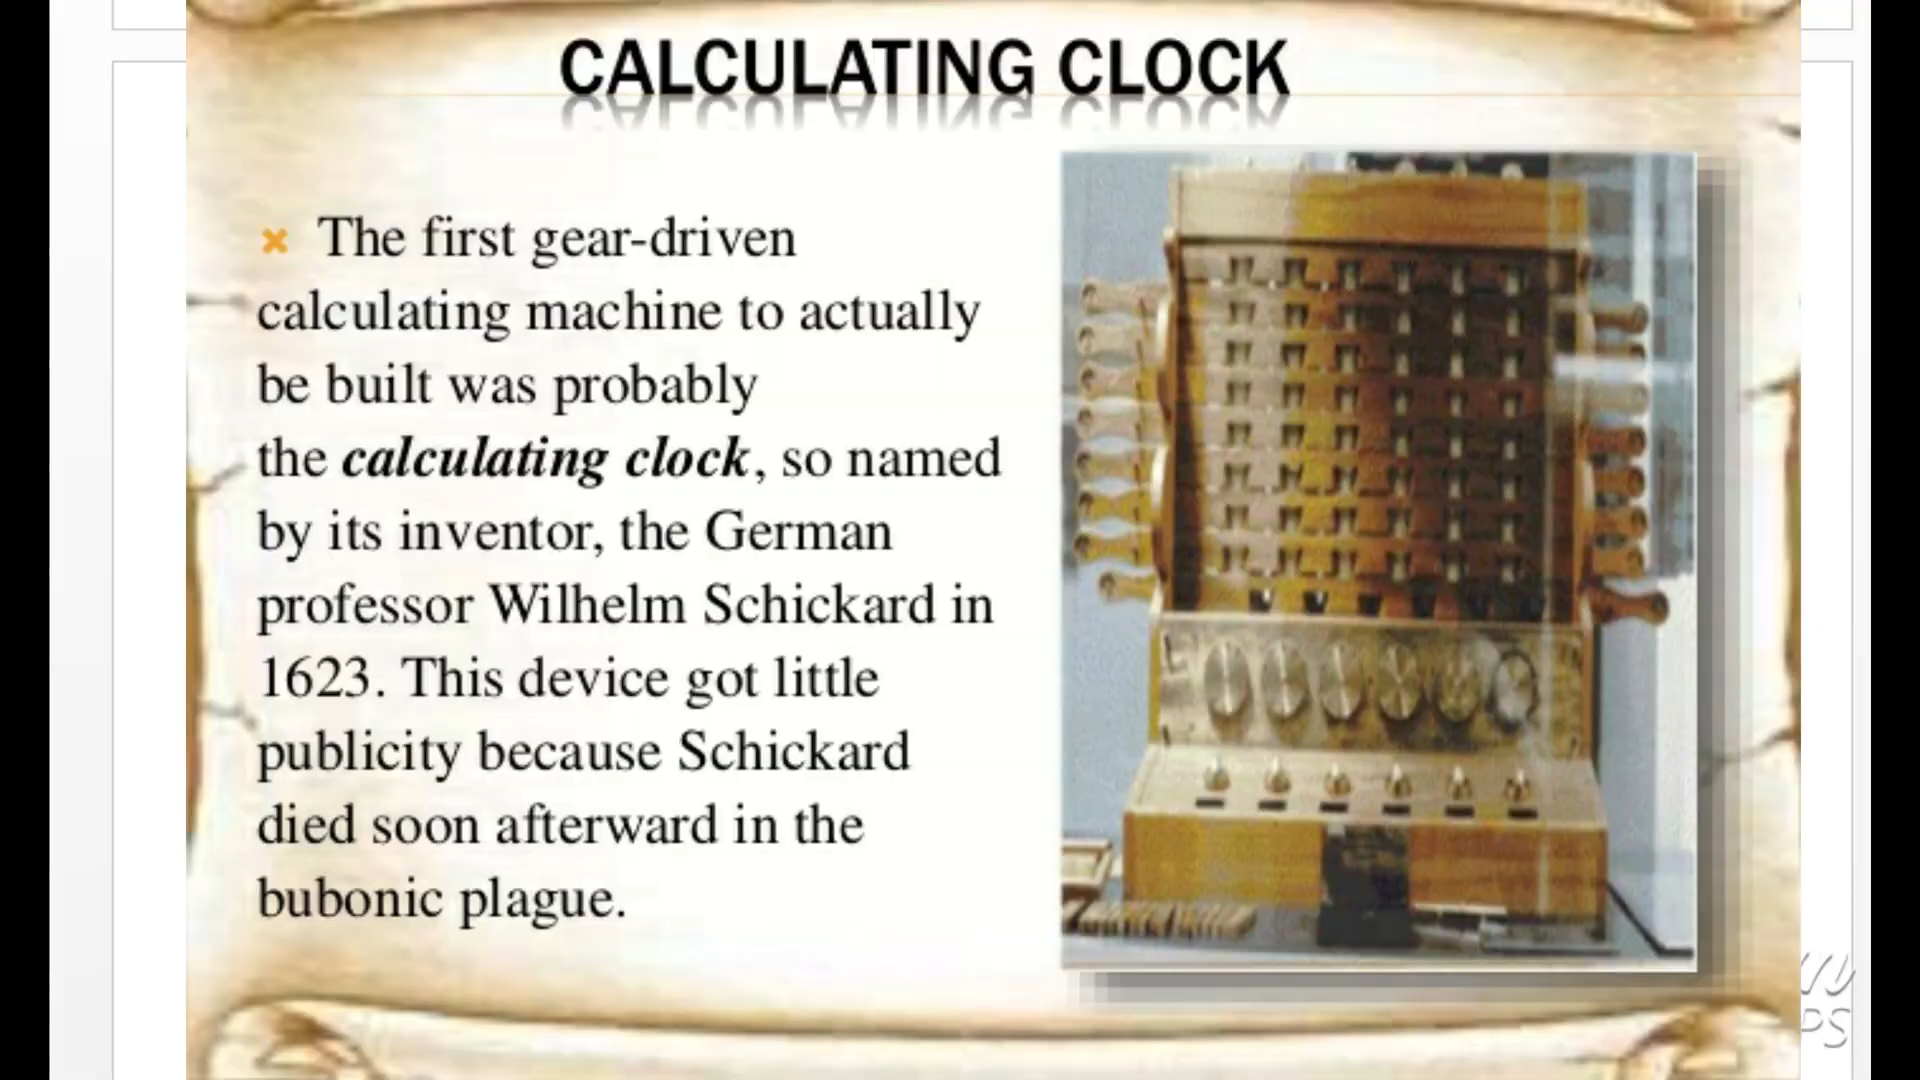 CALCULATING CLOCK
The first gear-driven
calculating machine to actually
be built was probably
the calculating clock, so named
by its inventor, the German
professor Wilhelm Schickard in
1623. This device got little
publicity because Schickard
died soon afterward in the
bubonic plague.